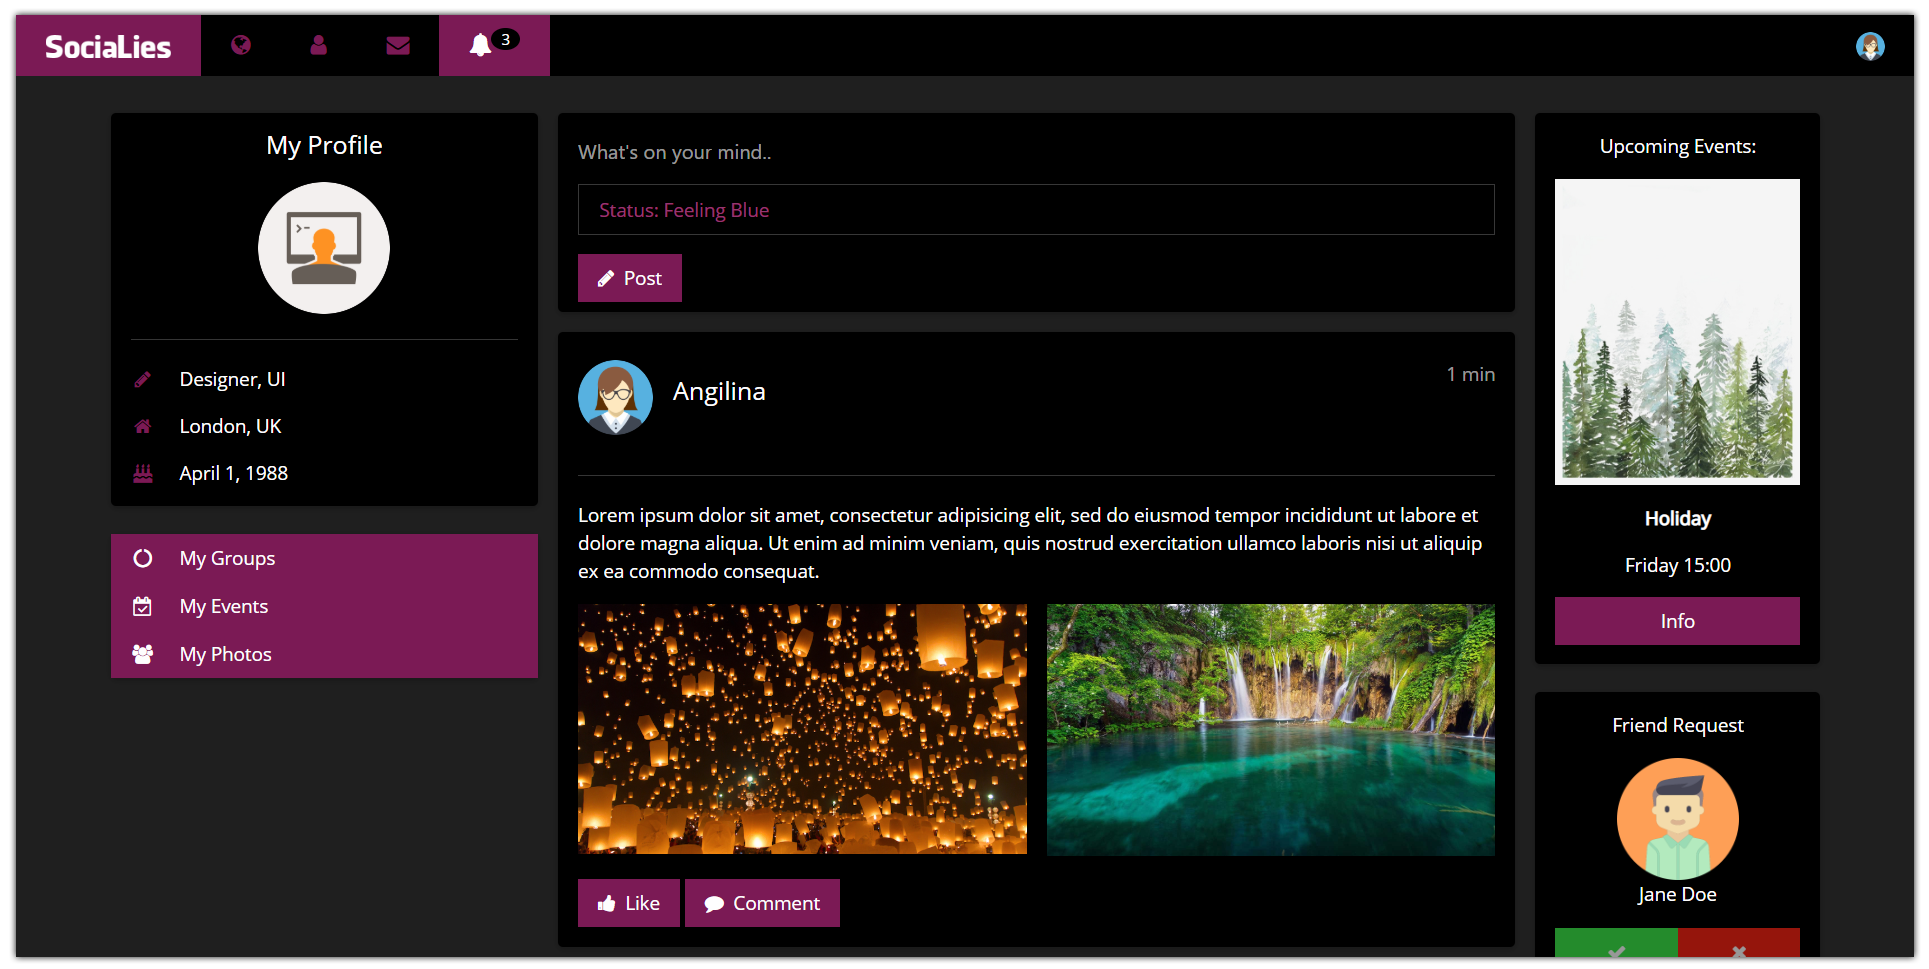 SociaLies
3
My Profile
Designer, UI
London, UK
April 1, 1988
My Groups
My Events
My Photos
What's on your mind..
Status: Feeling Blue
Post
Angilina
1 min
Lorem ipsum dolor sit amet, consectetur adipisicing elit, sed do eiusmod tempor incididunt ut labore et
dolore magna aliqua. Ut enim ad minim veniam, quis nostrud exercitation ullamco laboris nisi ut aliquip
ex ea commodo consequat.
Like
Comment
Upcoming Events:
Holiday
Friday 15:00
Info
Friend Request
Jane Doe